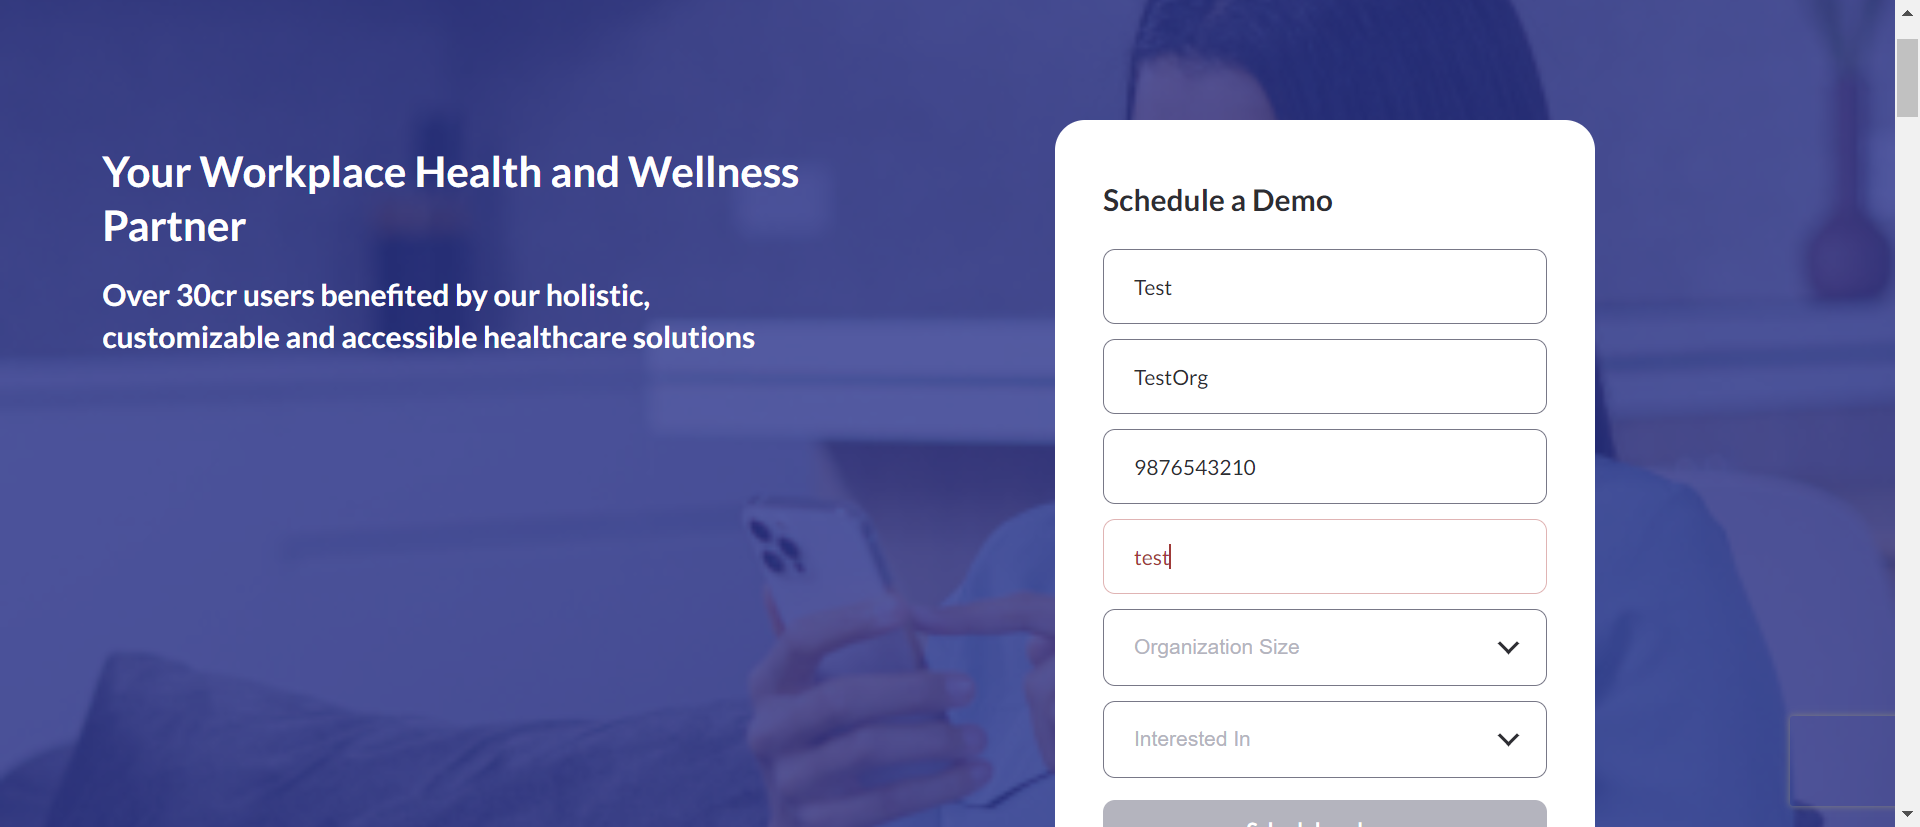 Your Workplace Health and Wellness
Partner
Over 30cr users benefited by our holistic,
customizable and accessible healthcare solutions
Schedule a Demo
Test
TestOrg
9876543210
test
Organization Size
Interested In